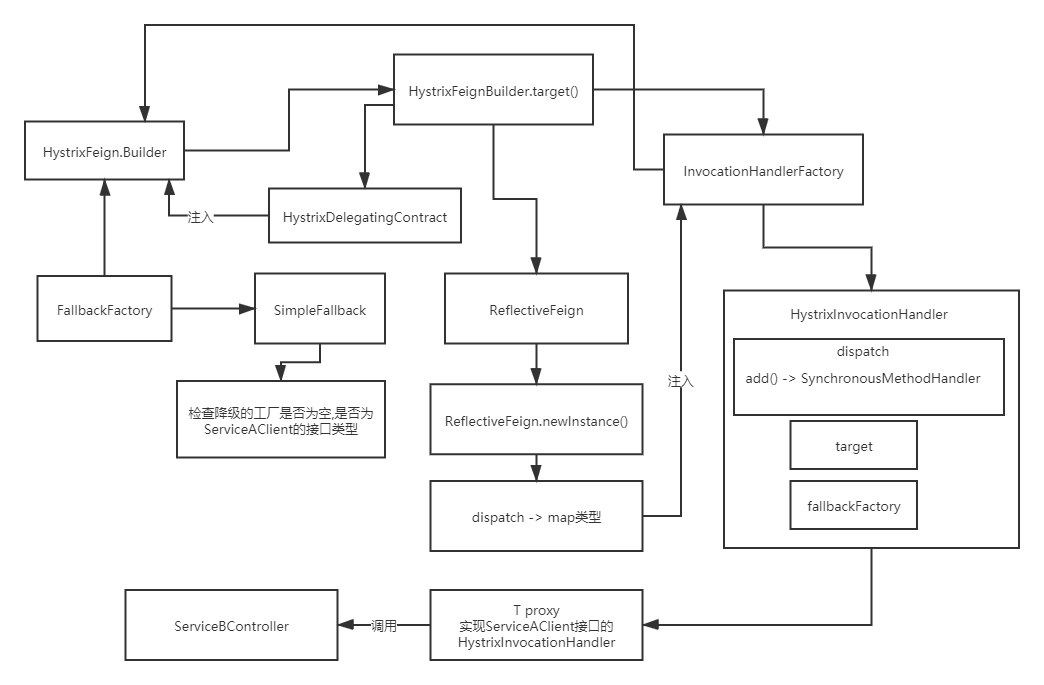 HystrixFeignBuilder.target()
HystrixFeign.Builder
InvocationHandlerFactory
注入
HystrixDelegatingContract
FallbackFactory
SimpleFallback
ReflectiveFeign
HystrixInvocationHandler
dispatch
add() -> SynchronousMethodHandler
注入
检查降级的工厂是否为空,是否为
ServiceAClient的接口类型
ReflectiveFeign.newInstance()
target
fallbackFactory
dispatch -> map类型
ServiceBController
调用
T proxy
实现ServiceAClient接口的
HystrixInvocationHandler